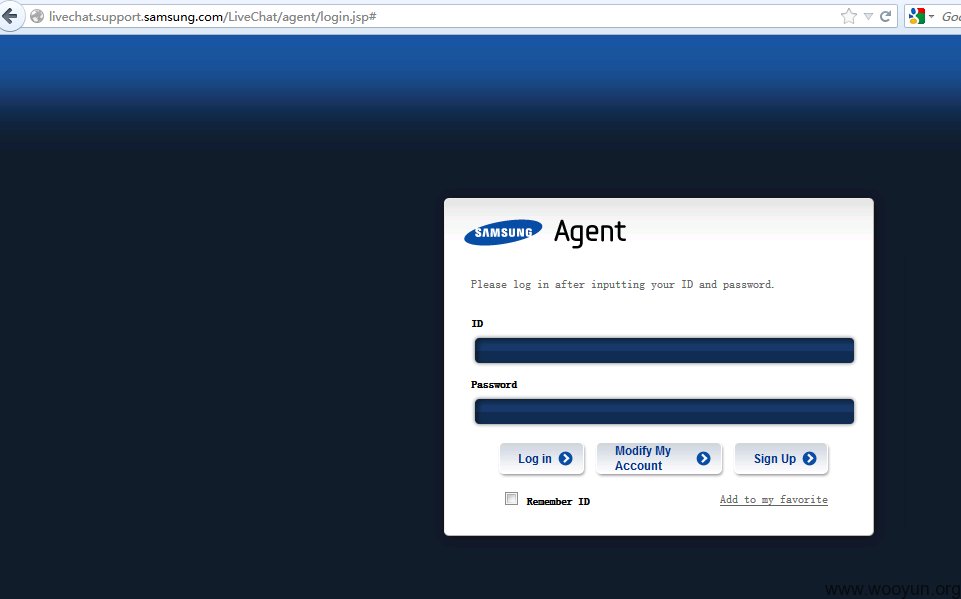 livechat.support.samsung.com/LiveChat/agent/login.jsp#
Goo
SAMSUNG Agent
Please log in after inputting your ID and password.
ID
Password
Log in
Modify My
Account
Sign Up
Remember ID
Add to my favorite
www.wooyun.org